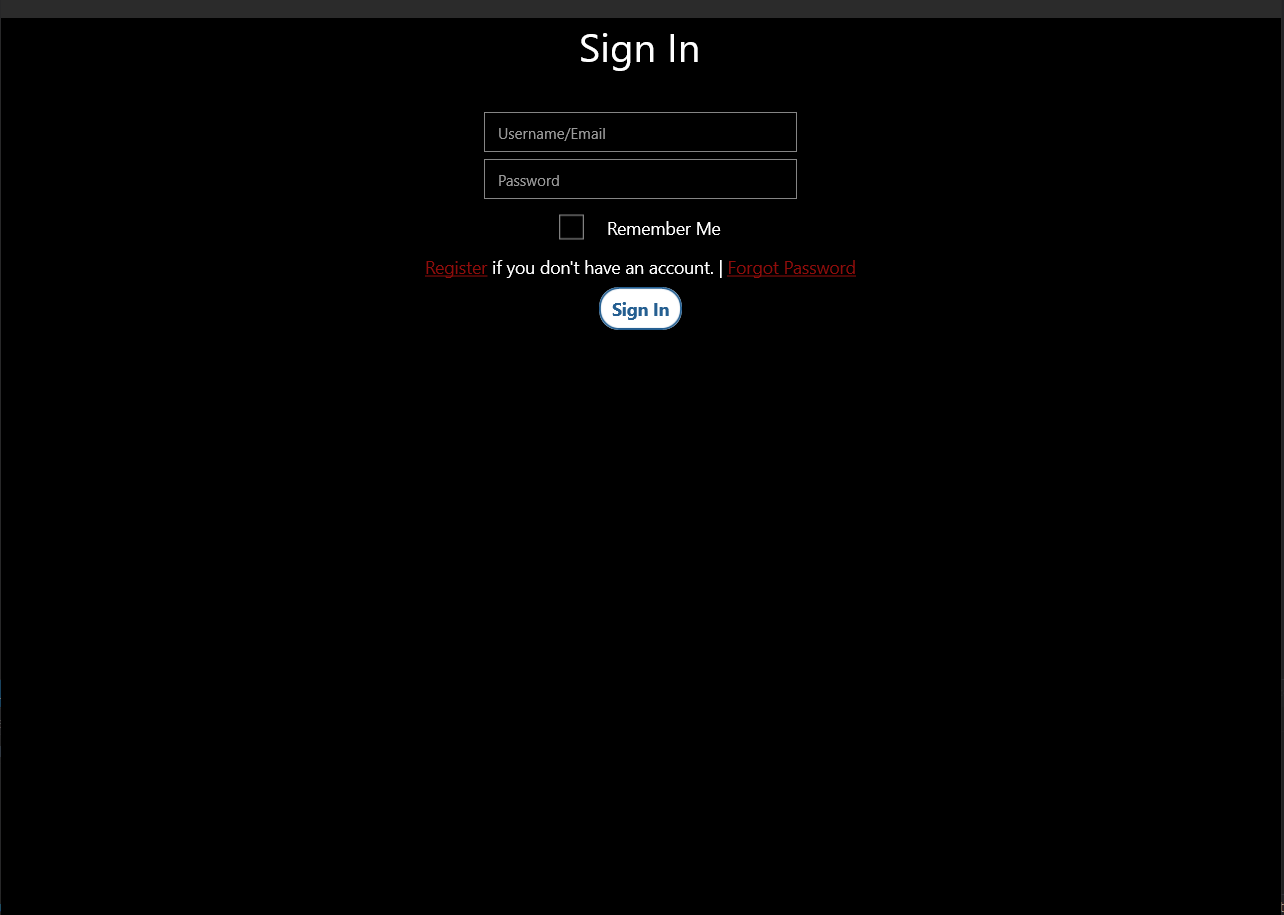 Sign In
Username/Email
Password
Remember Me
Register if you don't have an account. | Forgot Password
Sign In